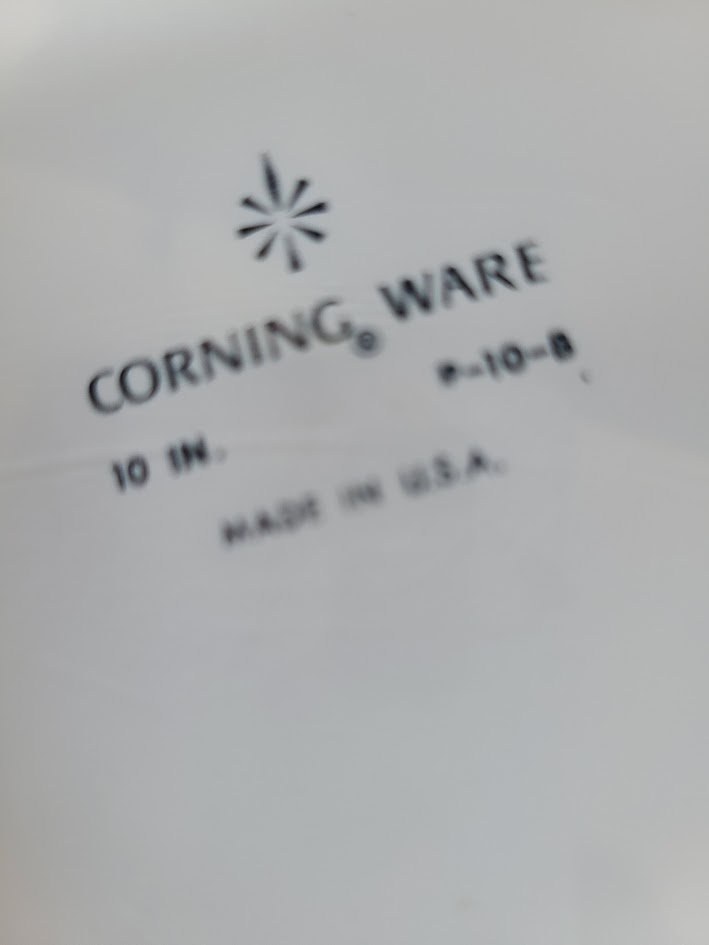 CORNING® WARE
10 IN. P-10-B
MADE IN U.S.A.